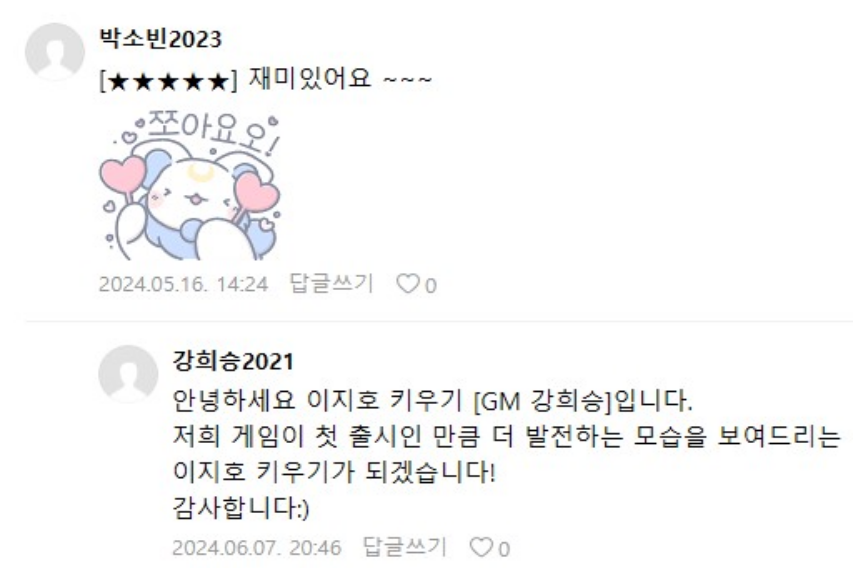 박소빈2023
[★★★★★] 재미있어요 ~~~
쪼아요오!
2024.05.16. 14:24 답글쓰기 ♡ 0
강희승2021
안녕하세요 이지호 키우기 [GM 강희승]입니다.
저희 게임이 첫 출시인 만큼 더 발전하는 모습을 보여드리는
이지호 키우기가 되겠습니다!
감사합니다:)
2024.06.07. 20:46 답글쓰기 ♡ 0